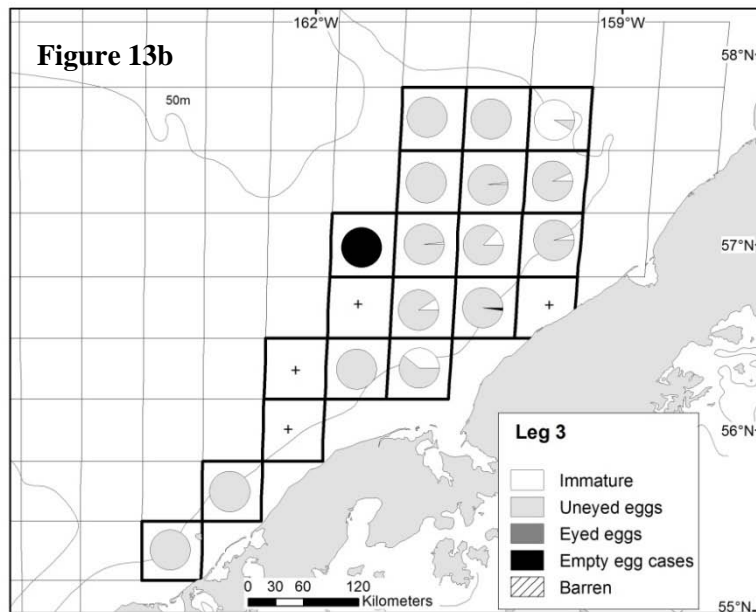 162°W 159°W
Figure 13b
58°N
50m
57°N
56°N
Leg 3
Immature
Uneyed eggs
Eyed eggs
Empty egg cases
Barren
0 30 60 120
Kilometers
55°N